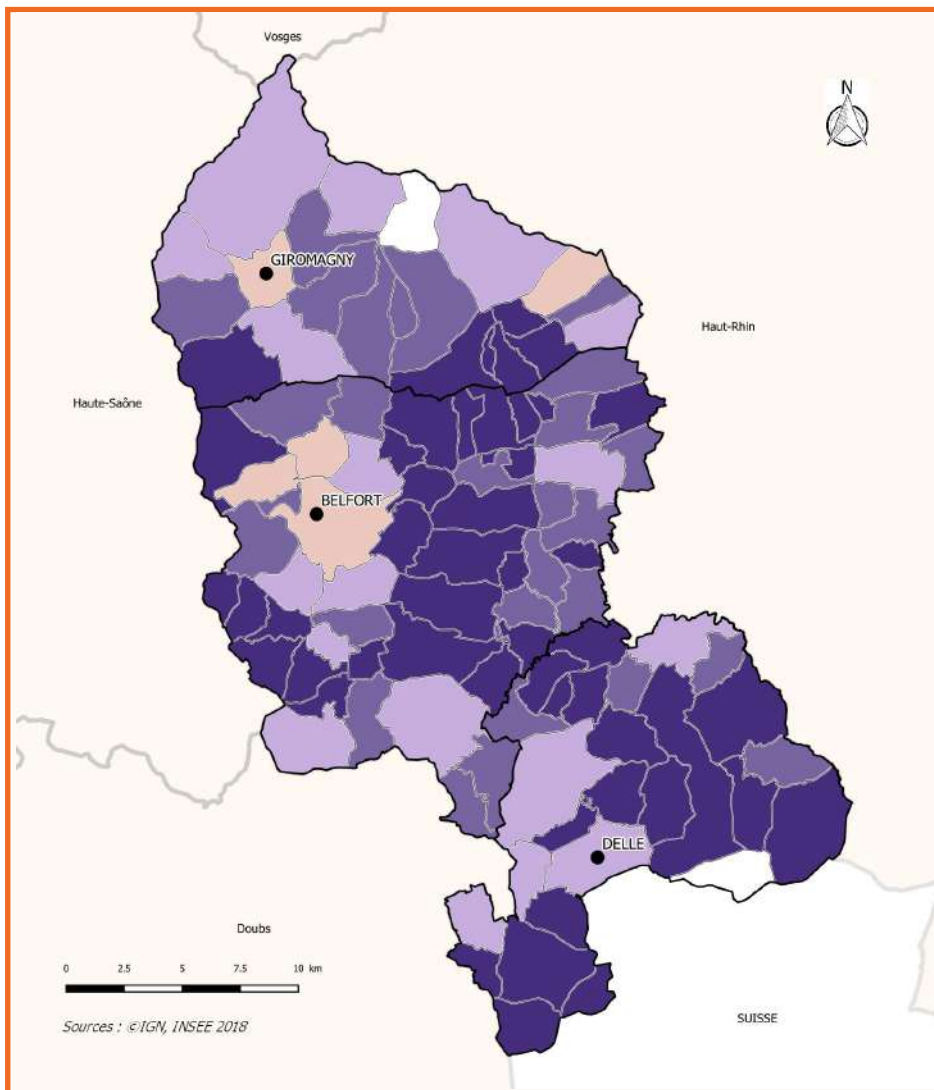 Vosges
N
GIROMAGNY
Haut-Rhin
Haute-Saône
BELFORT
DELLE
Doubs
0 2.5 5 7.5 10 km
SUISSE
Sources : ©IGN, INSEE 2018